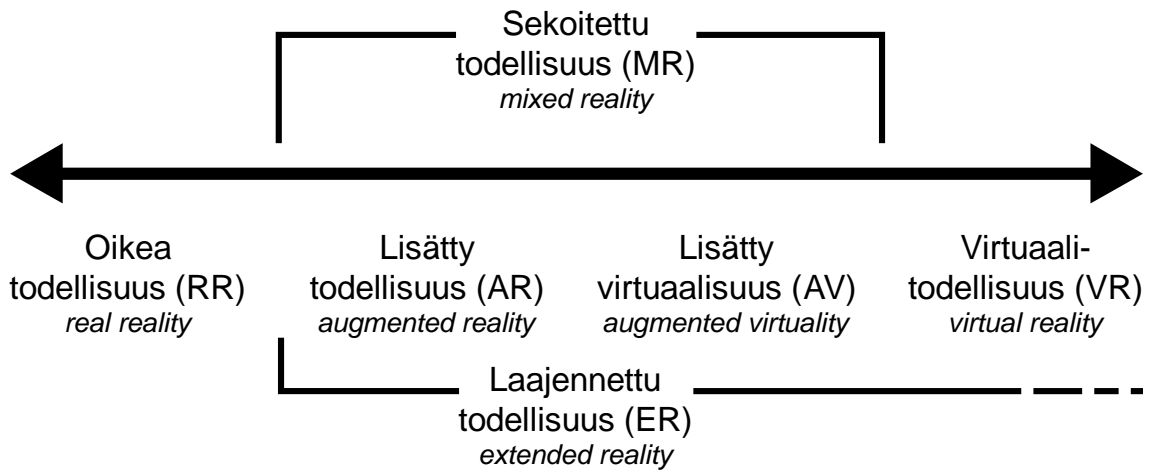 Sekoitettu
todellisuus (MR)
mixed reality
Oikea
todellisuus (RR)
real reality
Lisätty
todellisuus (AR)
augmented reality
Lisätty
virtuaalisuus (AV)
augmented virtuality
Virtuaali-
todellisuus (VR)
virtual reality
Laajennettu
todellisuus (ER)
extended reality